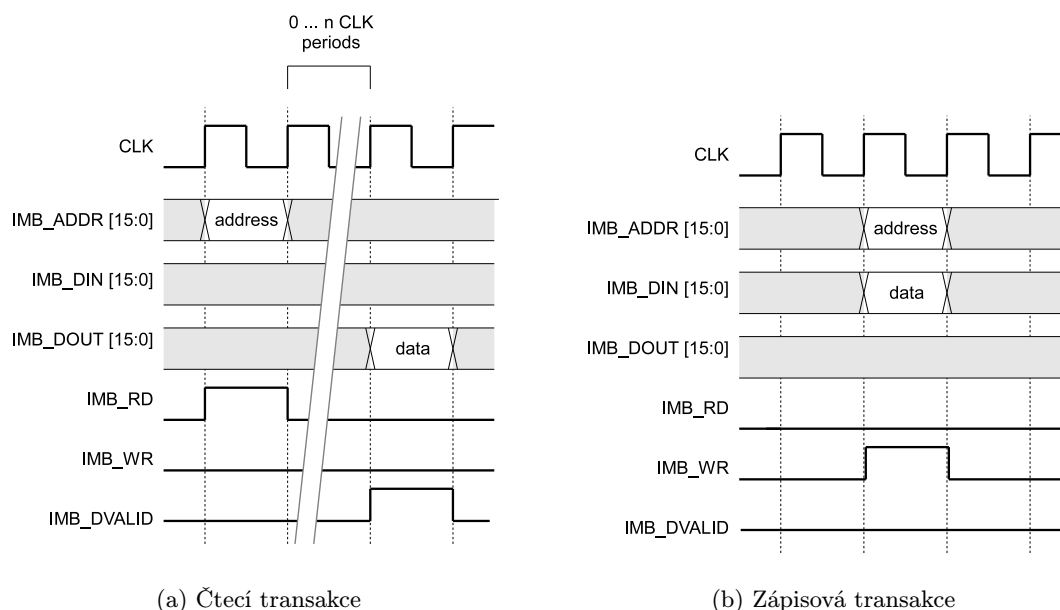 0 ... n CLK
periods
CLK
IMB_ADDR [15:0]
address
IMB_DIN [15:0]
IMB_DOUT [15:0]
data
IMB_RD
IMB_WR
IMB_DVALID
(a) Čtecí transakce
CLK
IMB_ADDR [15:0]
address
IMB_DIN [15:0]
data
IMB_DOUT [15:0]
IMB_RD
IMB_WR
IMB_DVALID
(b) Zápisová transakce